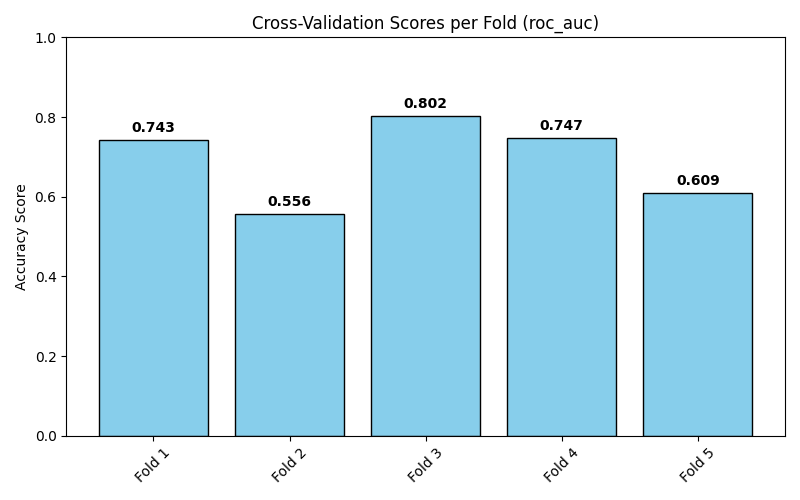 Cross-Validation Scores per Fold (roc_auc)
1.0
0.8
0.6
0.4
0.2
0.0
Accuracy Score
0.743
0.556
0.802
0.747
0.609
Fold 1
Fold 2
Fold 3
Fold 4
Fold 5